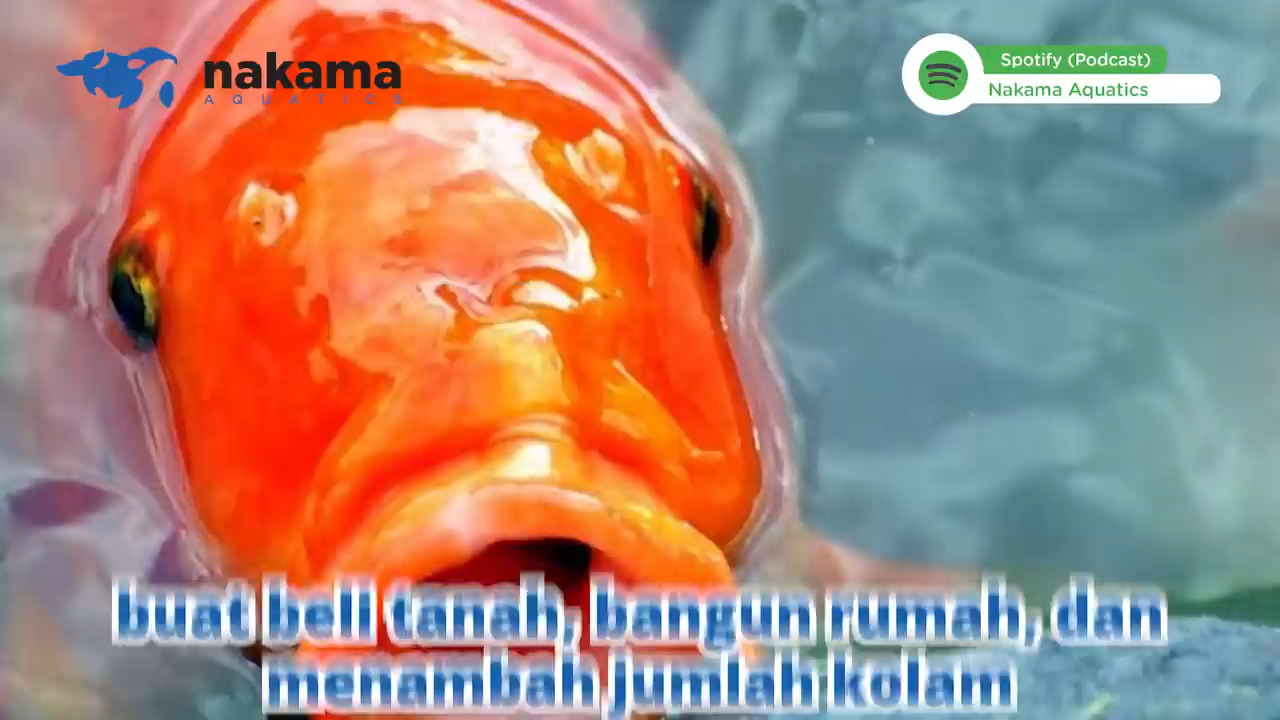 nakama
AQUATICS
Spotify (Podcast)
Nakama Aquatics
buat beli tanah, bangun rumah, dan
menambah jumlah kolam